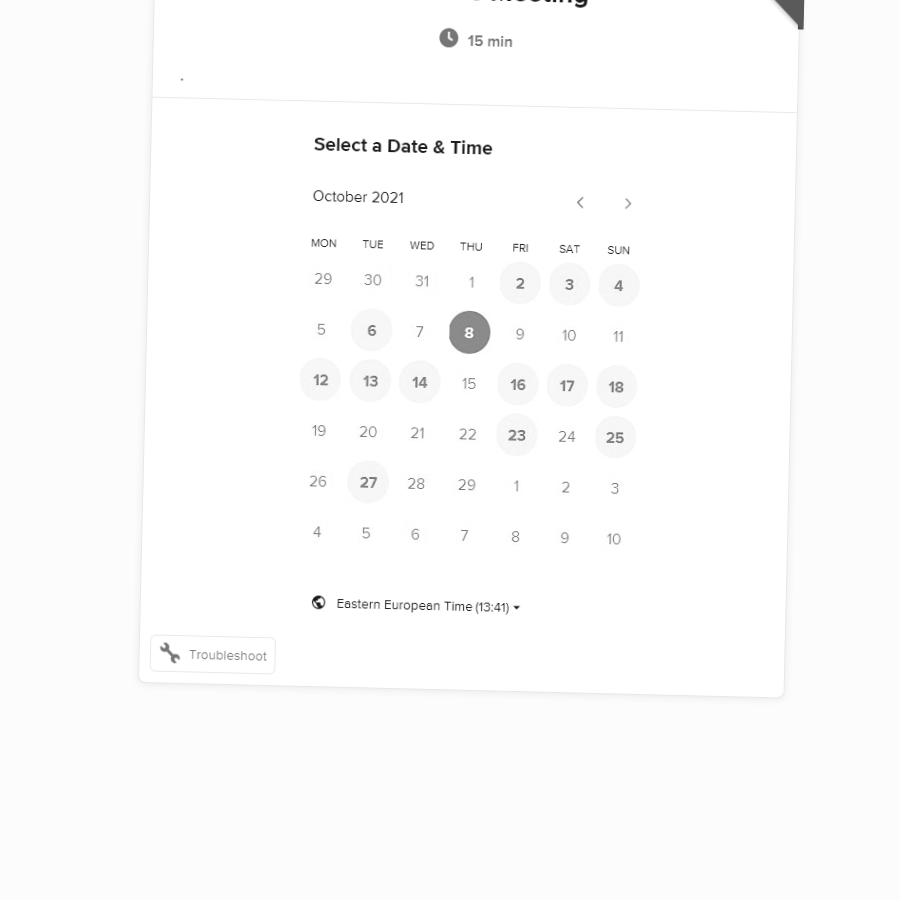 15 min
.
Select a Date & Time
October 2021
MON TUE WED THU FRI SAT SUN
29 30 31 1 2 3 4
5 6 7 8 9 10 11
12 13 14 15 16 17 18
19 20 21 22 23 24 25
26 27 28 29 1 2 3
4 5 6 7 8 9 10
Eastern European Time (13:41)
Troubleshoot